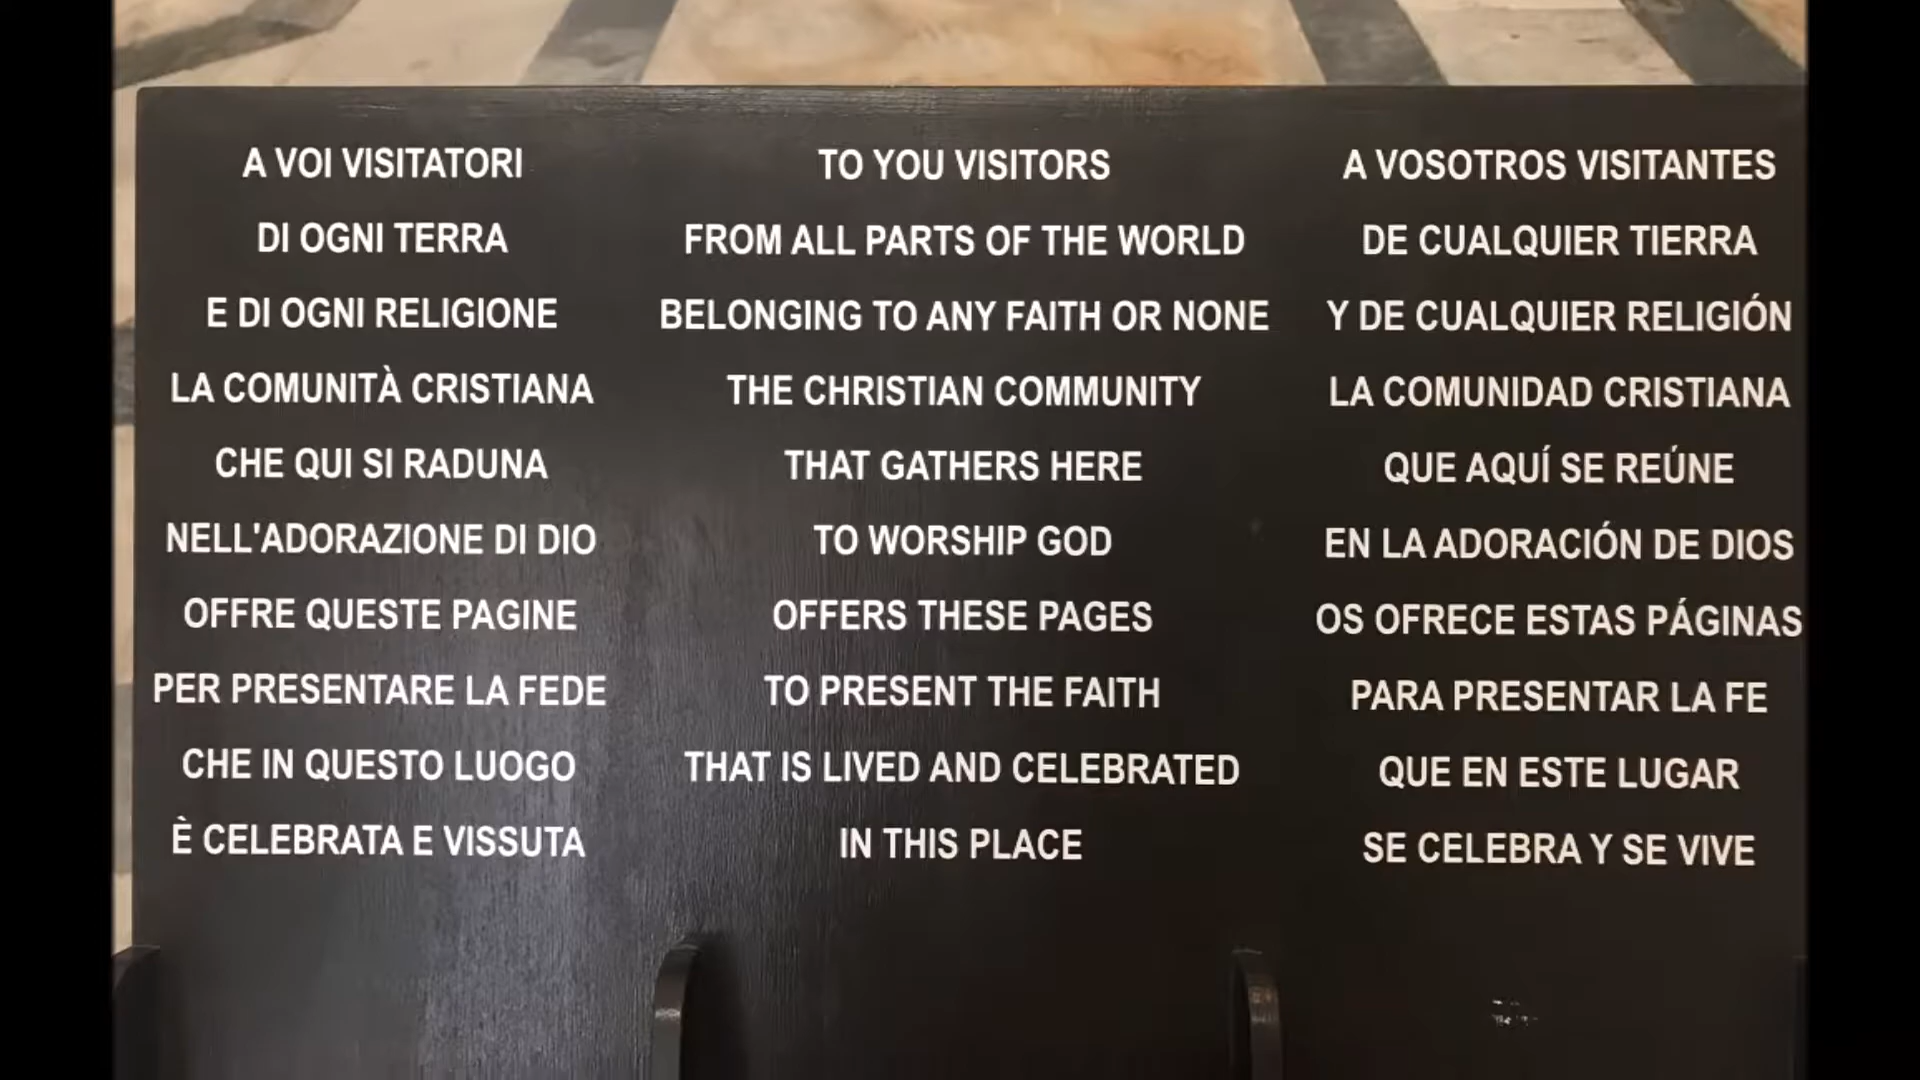 A VOI VISITATORI
DI OGNI TERRA
E DI OGNI RELIGIONE
LA COMUNITÀ CRISTIANA
CHE QUI SI RADUNA
NELL'ADORAZIONE DI DIO
OFFRE QUESTE PAGINE
PER PRESENTARE LA FEDE
CHE IN QUESTO LUOGO
È CELEBRATA E VISSUTA
TO YOU VISITORS
FROM ALL PARTS OF THE WORLD
BELONGING TO ANY FAITH OR NONE
THE CHRISTIAN COMMUNITY
THAT GATHERS HERE
TO WORSHIP GOD
OFFERS THESE PAGES
TO PRESENT THE FAITH
THAT IS LIVED AND CELEBRATED
IN THIS PLACE
A VOSOTROS VISITANTES
DE CUALQUIER TIERRA
Y DE CUALQUIER RELIGIÓN
LA COMUNIDAD CRISTIANA
QUE AQUÍ SE REÚNE
EN LA ADORACIÓN DE DIOS
OS OFRECE ESTAS PÁGINAS
PARA PRESENTAR LA FE
QUE EN ESTE LUGAR
SE CELEBRA Y SE VIVE